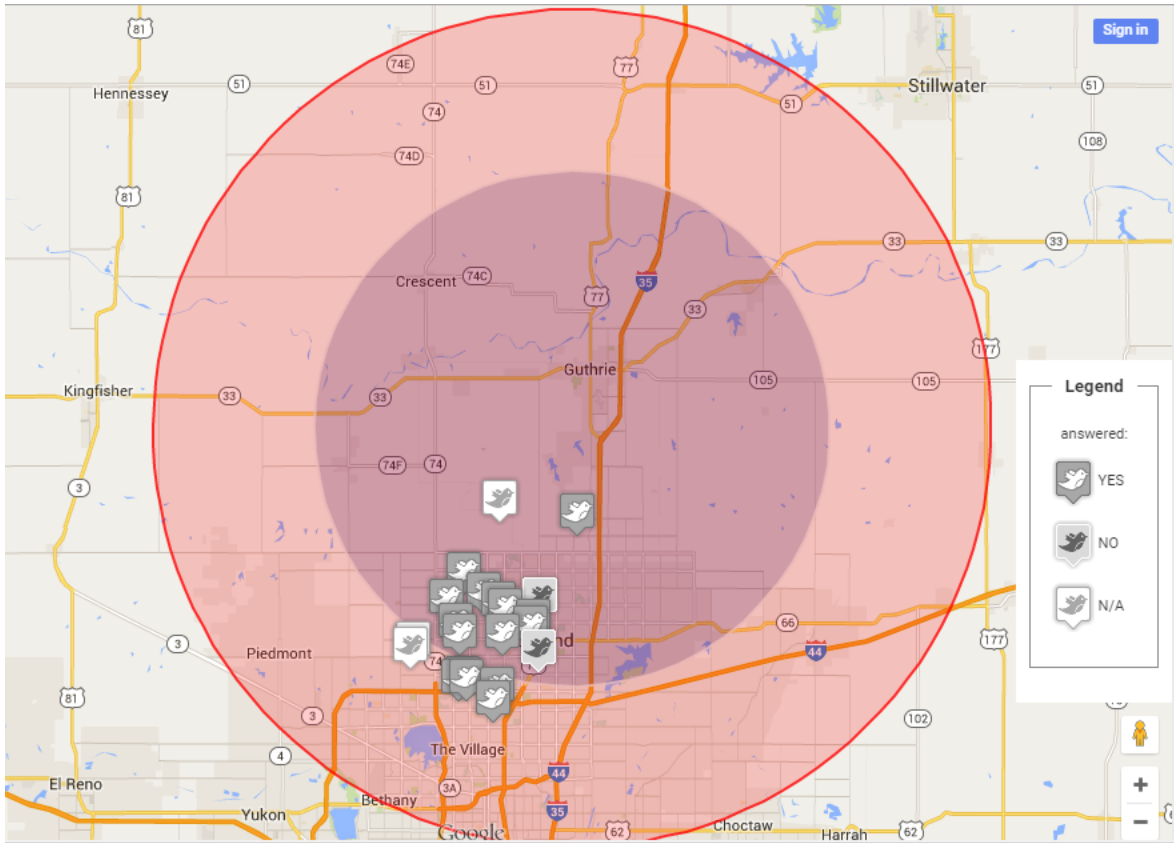 81
74E
77
Sign in
51
51
Stillwater
51
Hennessey
74
51
108
74D
81
33
33
Crescent
74C
35
77
33
177
Guthrie
105
105
Kingfisher
33
33
Legend
answered:
74F
74
YES
3
NO
N/A
66
177
3
Piedmont
74
nd
44
81
3
102
4
The Village
44
El Reno
3A
Bethany
Yukon
35
Google
62
Choctaw
Harrah
62
+
−